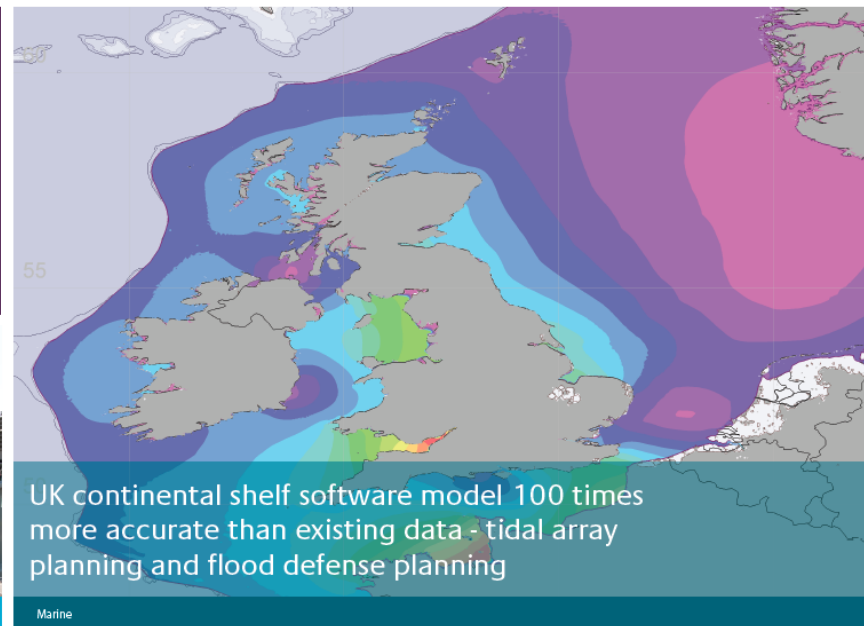 55
UK continental shelf software model 100 times
more accurate than existing data - tidal array
planning and flood defense planning
Marine